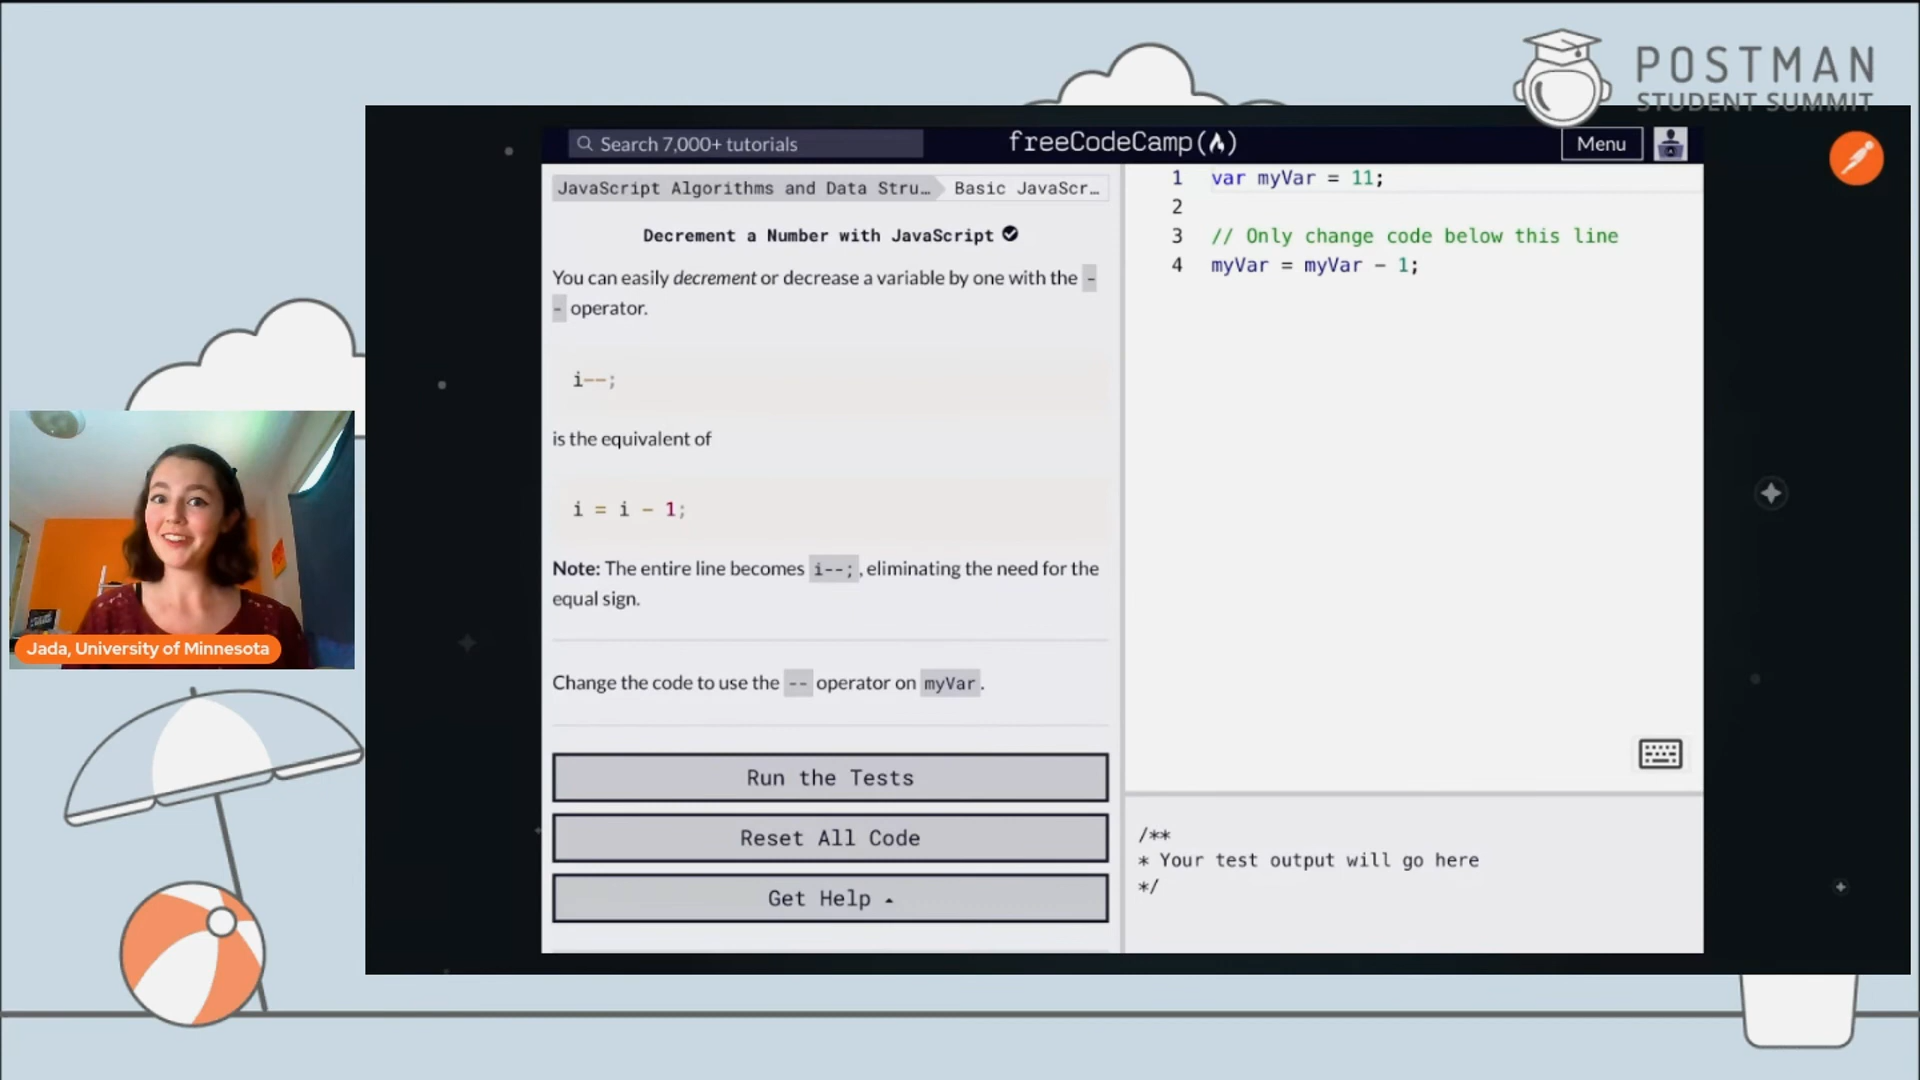 POSTMAN
STUDENT SUMMIT
Search 7,000+ tutorials
freeCodeCamp(🔥)
Menu
JavaScript Algorithms and Data Stru…
Basic JavaScr…
Decrement a Number with JavaScript
You can easily decrement or decrease a variable by one with the -
- operator.
i--;
is the equivalent of
i = i - 1;
Note: The entire line becomes i--; , eliminating the need for the
equal sign.
Change the code to use the -- operator on myVar .
Run the Tests
Reset All Code
Get Help
1 var myVar = 11;
2
3 // Only change code below this line
4 myVar = myVar - 1;
/**
* Your test output will go here
*/
Jada, University of Minnesota